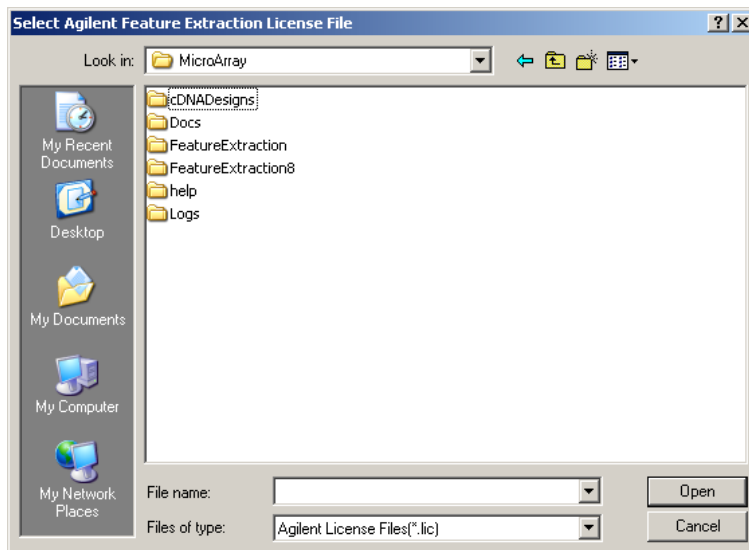 Select Agilent Feature Extraction License File
Look in: MicroArray
My Recent
Documents
Desktop
My Documents
My Computer
My Network
Places
cDNADesigns
Docs
FeatureExtraction
FeatureExtraction8
help
Logs
File name:
Open
Files of type: Agilent License Files(*.lic)
Cancel